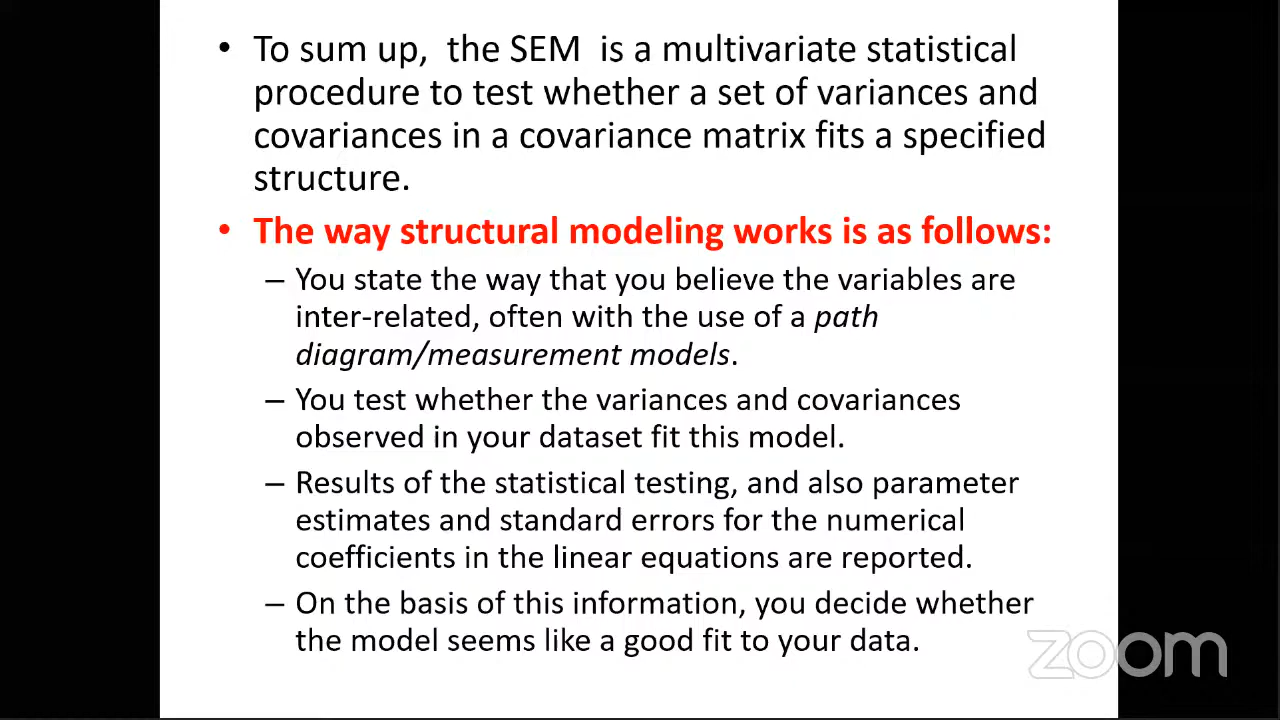 • To sum up,  the SEM  is a multivariate statistical
procedure to test whether a set of variances and
covariances in a covariance matrix fits a specified
structure.
• The way structural modeling works is as follows:
– You state the way that you believe the variables are
inter-related, often with the use of a path
diagram/measurement models.
– You test whether the variances and covariances
observed in your dataset fit this model.
– Results of the statistical testing, and also parameter
estimates and standard errors for the numerical
coefficients in the linear equations are reported.
– On the basis of this information, you decide whether
the model seems like a good fit to your data.
zoom